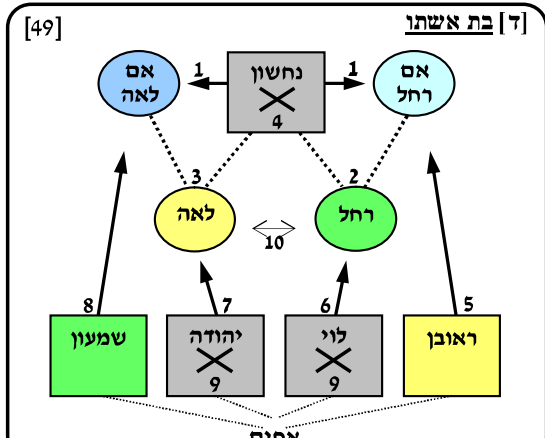 [ד] בת אשתו
[49]
אם רחל
1
נחשון
4
1
אם לאה
2
רחל
3
לאה
10
5
ראובן
6
לוי
9
7
יהודה
9
8
שמעון